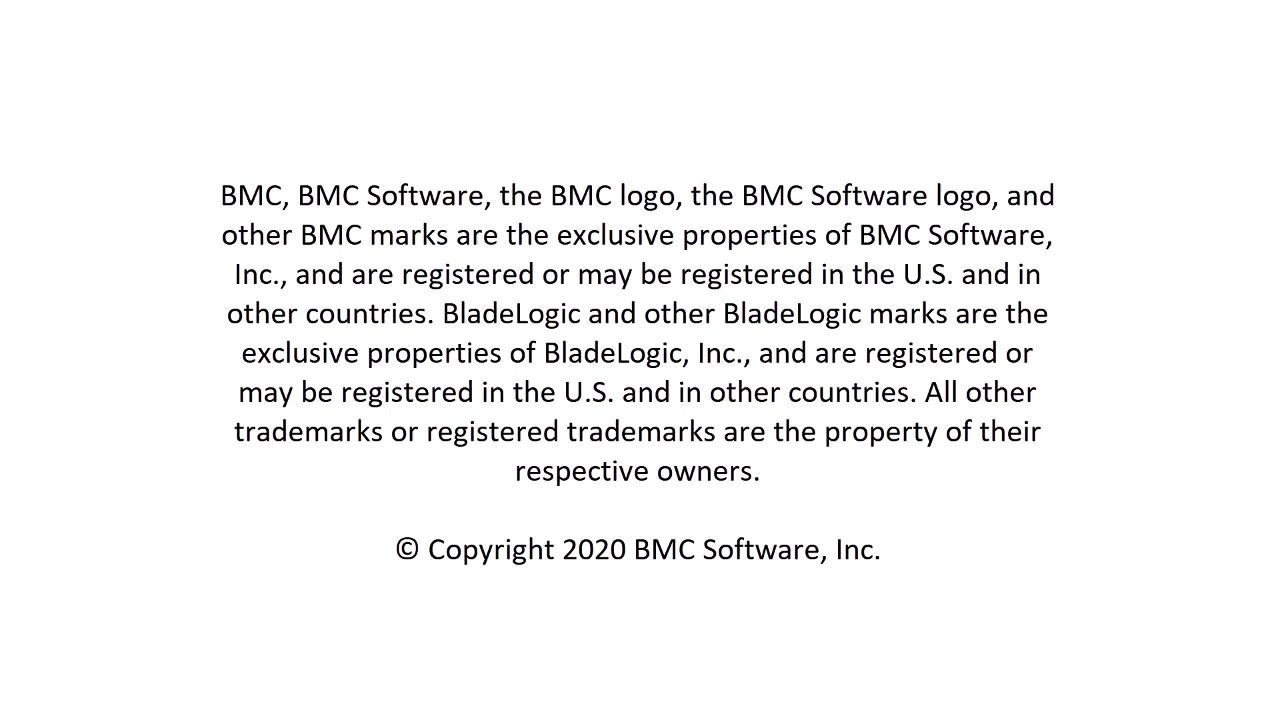 BMC, BMC Software, the BMC logo, the BMC Software logo, and
other BMC marks are the exclusive properties of BMC Software,
Inc., and are registered or may be registered in the U.S. and in
other countries. BladeLogic and other BladeLogic marks are the
exclusive properties of BladeLogic, Inc., and are registered or
may be registered in the U.S. and in other countries. All other
trademarks or registered trademarks are the property of their
respective owners.
© Copyright 2020 BMC Software, Inc.